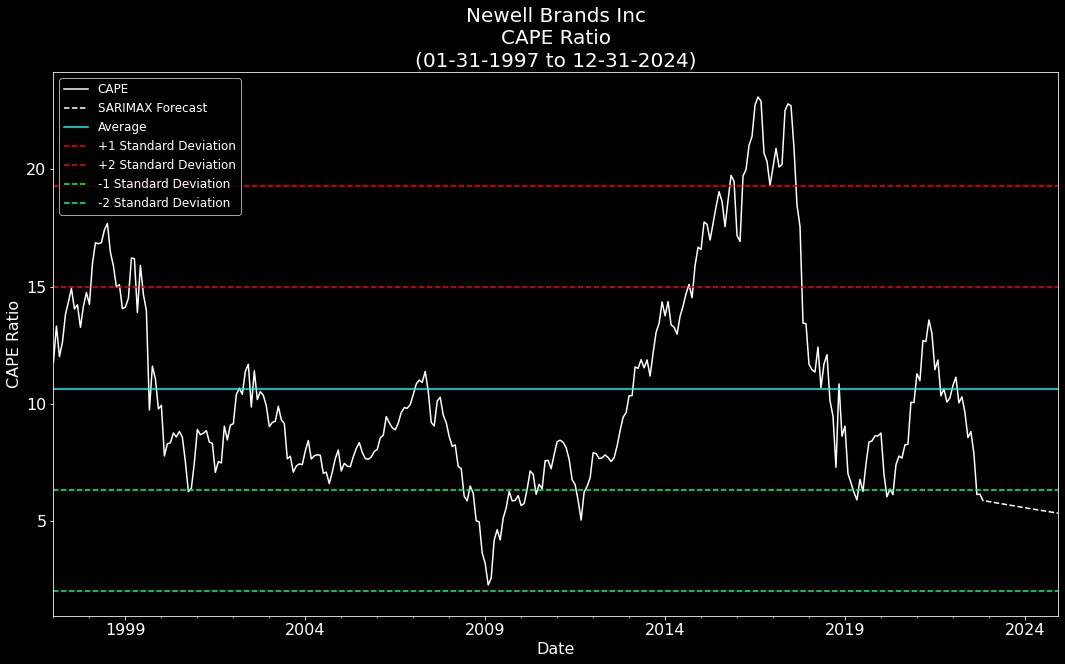 Newell Brands Inc
CAPE Ratio
(01-31-1997 to 12-31-2024)
CAPE
SARIMAX Forecast
Average
+1 Standard Deviation
+2 Standard Deviation
-1 Standard Deviation
-2 Standard Deviation
CAPE Ratio
20
15
10
5
1999 2004 2009 2014 2019 2024
Date